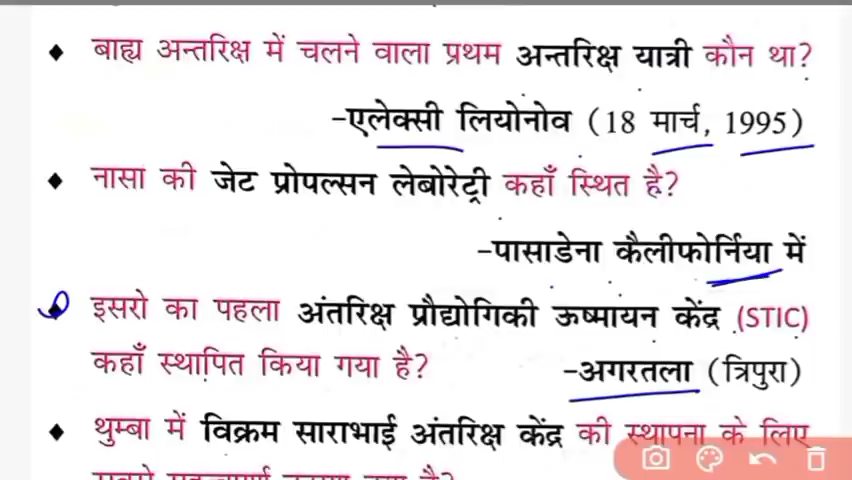 ♦ बाह्य अन्तरिक्ष में चलने वाला प्रथम अन्तरिक्ष यात्री कौन था?
-एलेक्सी लियोनोव (18 मार्च, 1995)
♦ नासा की जेट प्रोपल्सन लेबोरेट्री कहाँ स्थित है?
-पासाडेना कैलीफोर्निया में
♦ इसरो का पहला अंतरिक्ष प्रौद्योगिकी ऊष्मायन केंद्र (STIC)
कहाँ स्थापित किया गया है? -अगरतला (त्रिपुरा)
♦ थुम्बा में विक्रम साराभाई अंतरिक्ष केंद्र की स्थापना के लिए